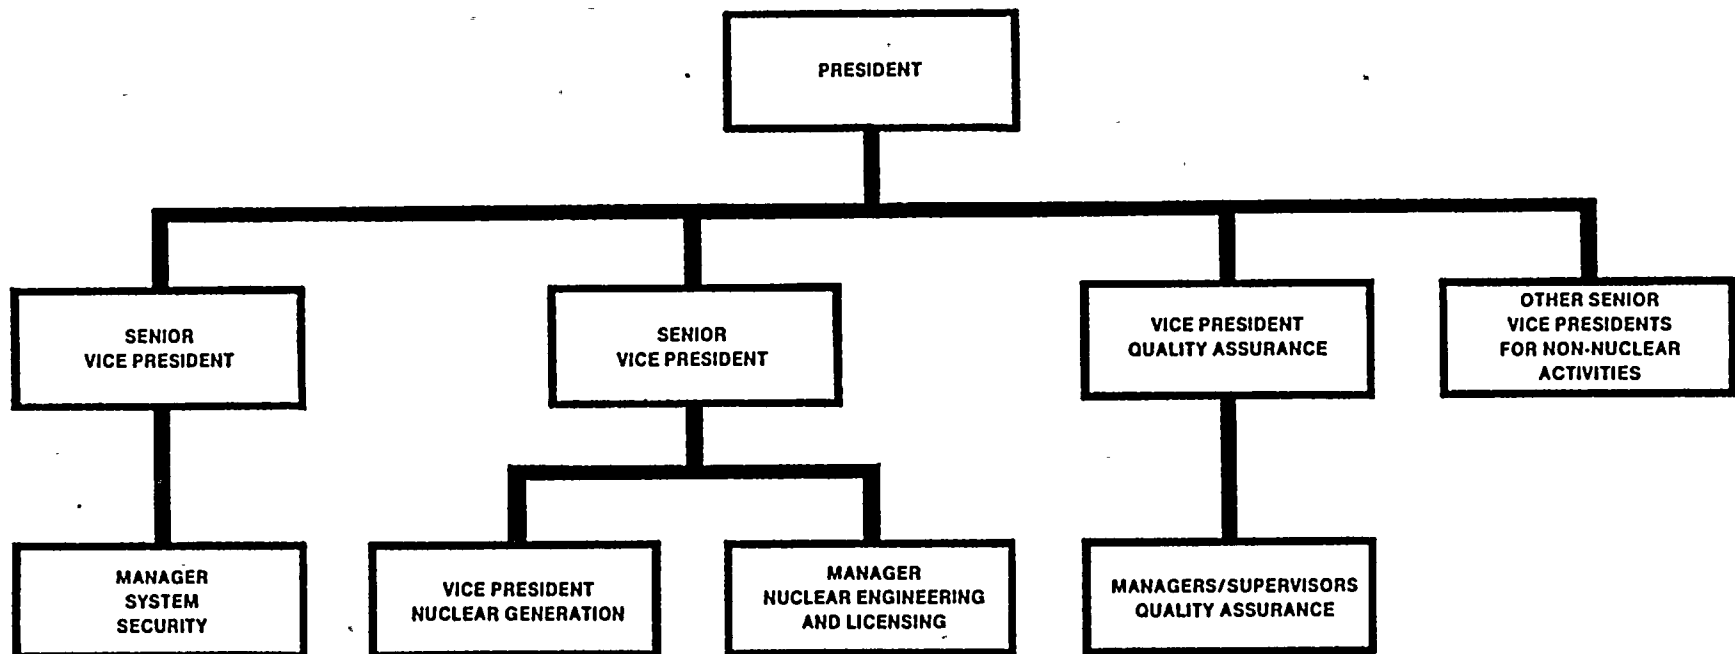 PRESIDENT
SENIOR
VICE PRESIDENT
SENIOR
VICE PRESIDENT
VICE PRESIDENT
QUALITY ASSURANCE
OTHER SENIOR
VICE PRESIDENTS
FOR NON-NUCLEAR
ACTIVITIES
MANAGER
SYSTEM
SECURITY
VICE PRESIDENT
NUCLEAR GENERATION
MANAGER
NUCLEAR ENGINEERING
AND LICENSING
MANAGERS/SUPERVISORS
QUALITY ASSURANCE